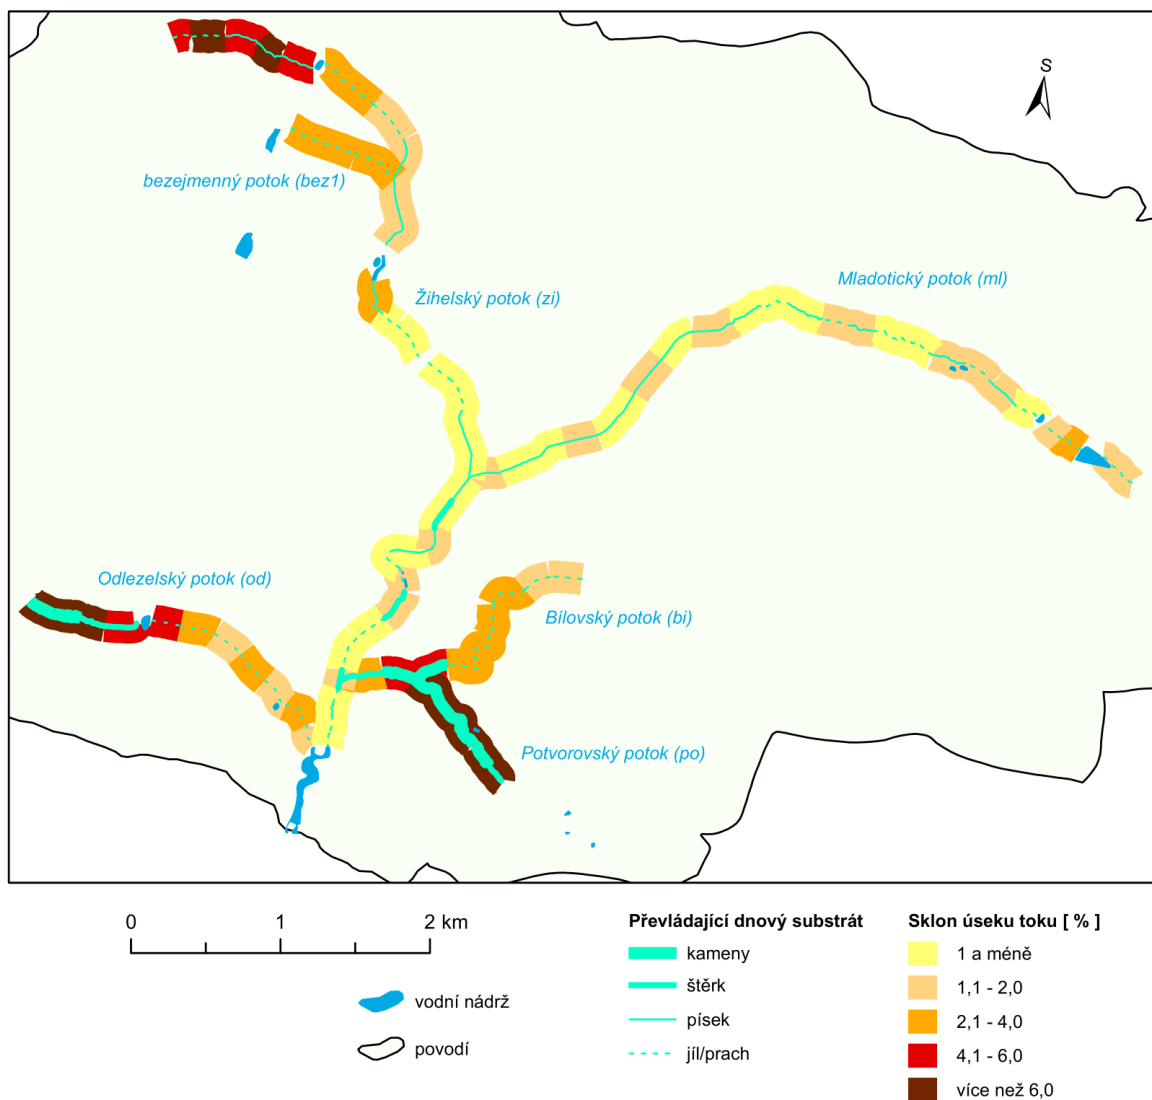 S
bezejmenný potok (bez1)
Žihelský potok (zi)
Mladotický potok (ml)
Odlezelský potok (od)
Bílovský potok (bi)
Potvorovský potok (po)
0 1 2 km
vodní nádrž
povodí
Převládající dnový substrát
kameny
štěrk
písek
jíl/prach
Sklon úseku toku [ % ]
1 a méně
1,1 - 2,0
2,1 - 4,0
4,1 - 6,0
více než 6,0